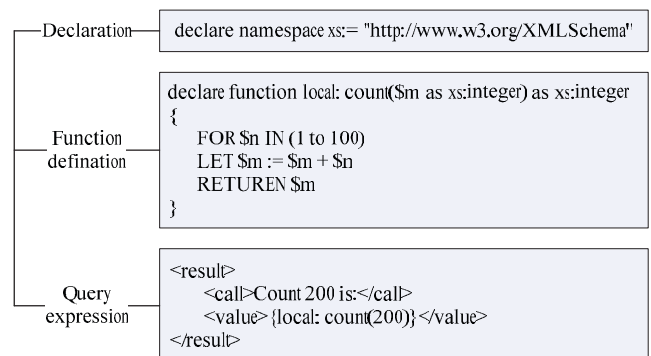 Declaration
declare namespace xs:= "http://www.w3.org/XMLSchema"
Function
defination
declare function local: count($m as xs:integer) as xs:integer
{
FOR $n IN (1 to 100)
LET $m := $m + $n
RETUREN $m
}
Query
expression
<result>
<call>Count 200 is:</call>
<value>{local: count(200)}</value>
</result>